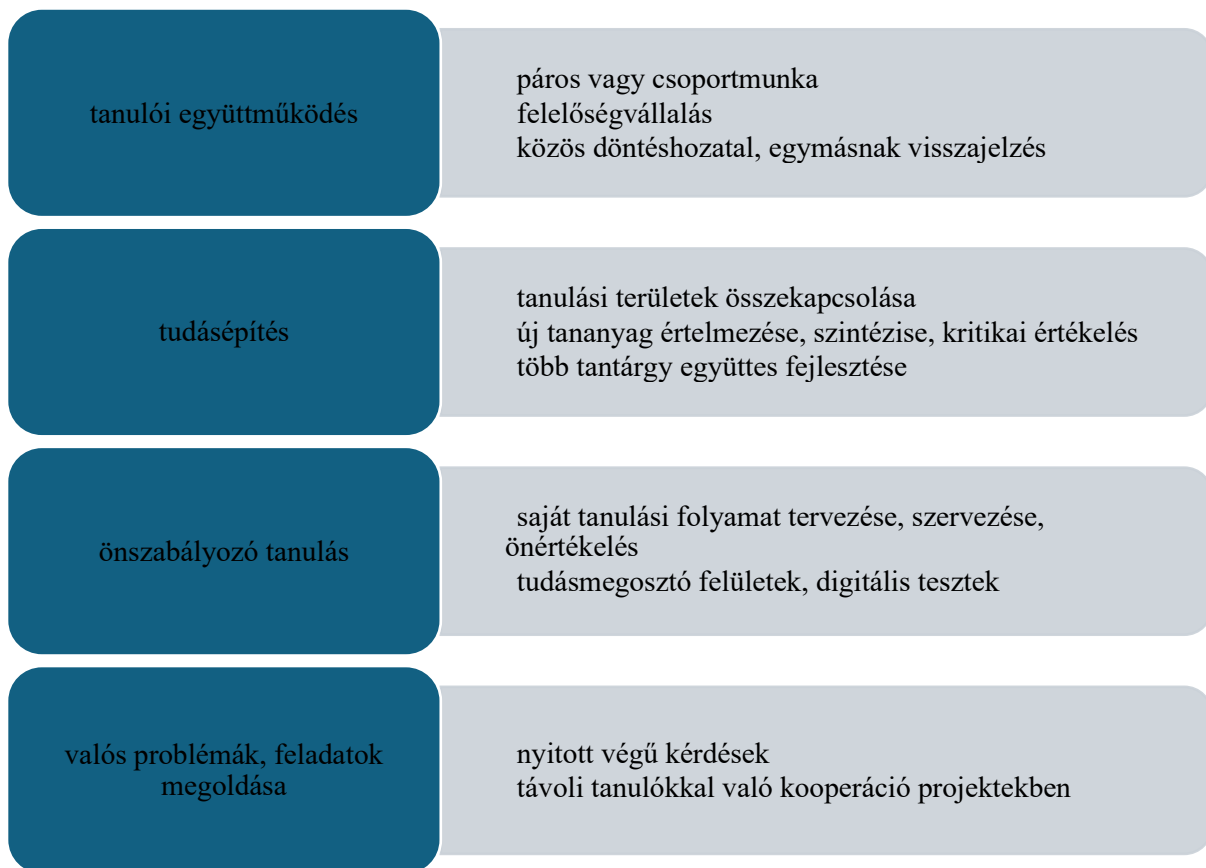 tanulói együttműködés
páros vagy csoportmunka
felelőségvállalás
közös döntéshozatal, egymásnak visszajelzés
tudásépítés
tanulási területek összekapcsolása
új tananyag értelmezése, szintézise, kritikai értékelés
több tantárgy együttes fejlesztése
önszabályozó tanulás
saját tanulási folyamat tervezése, szervezése,
önértékelés
tudásmegosztó felületek, digitális tesztek
valós problémák, feladatok
megoldása
nyitott végű kérdések
távoli tanulókkal való kooperáció projektekben